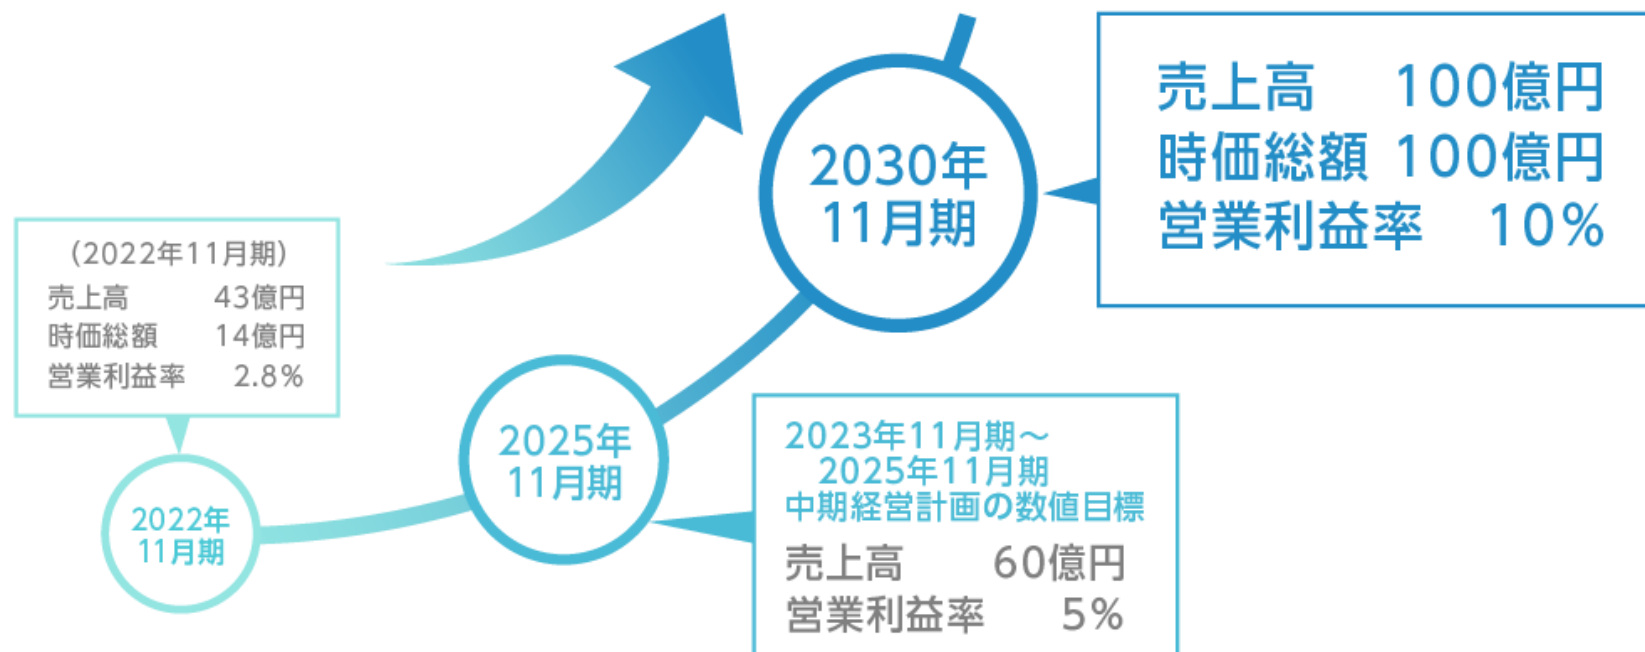 （2022年11月期）
売上高 43億円
時価総額 14億円
営業利益率 2.8%
2022年
11月期
2025年
11月期
2023年11月期～
2025年11月期
中期経営計画の数値目標
売上高 60億円
営業利益率 5%
2030年
11月期
売上高 100億円
時価総額 100億円
営業利益率 10%